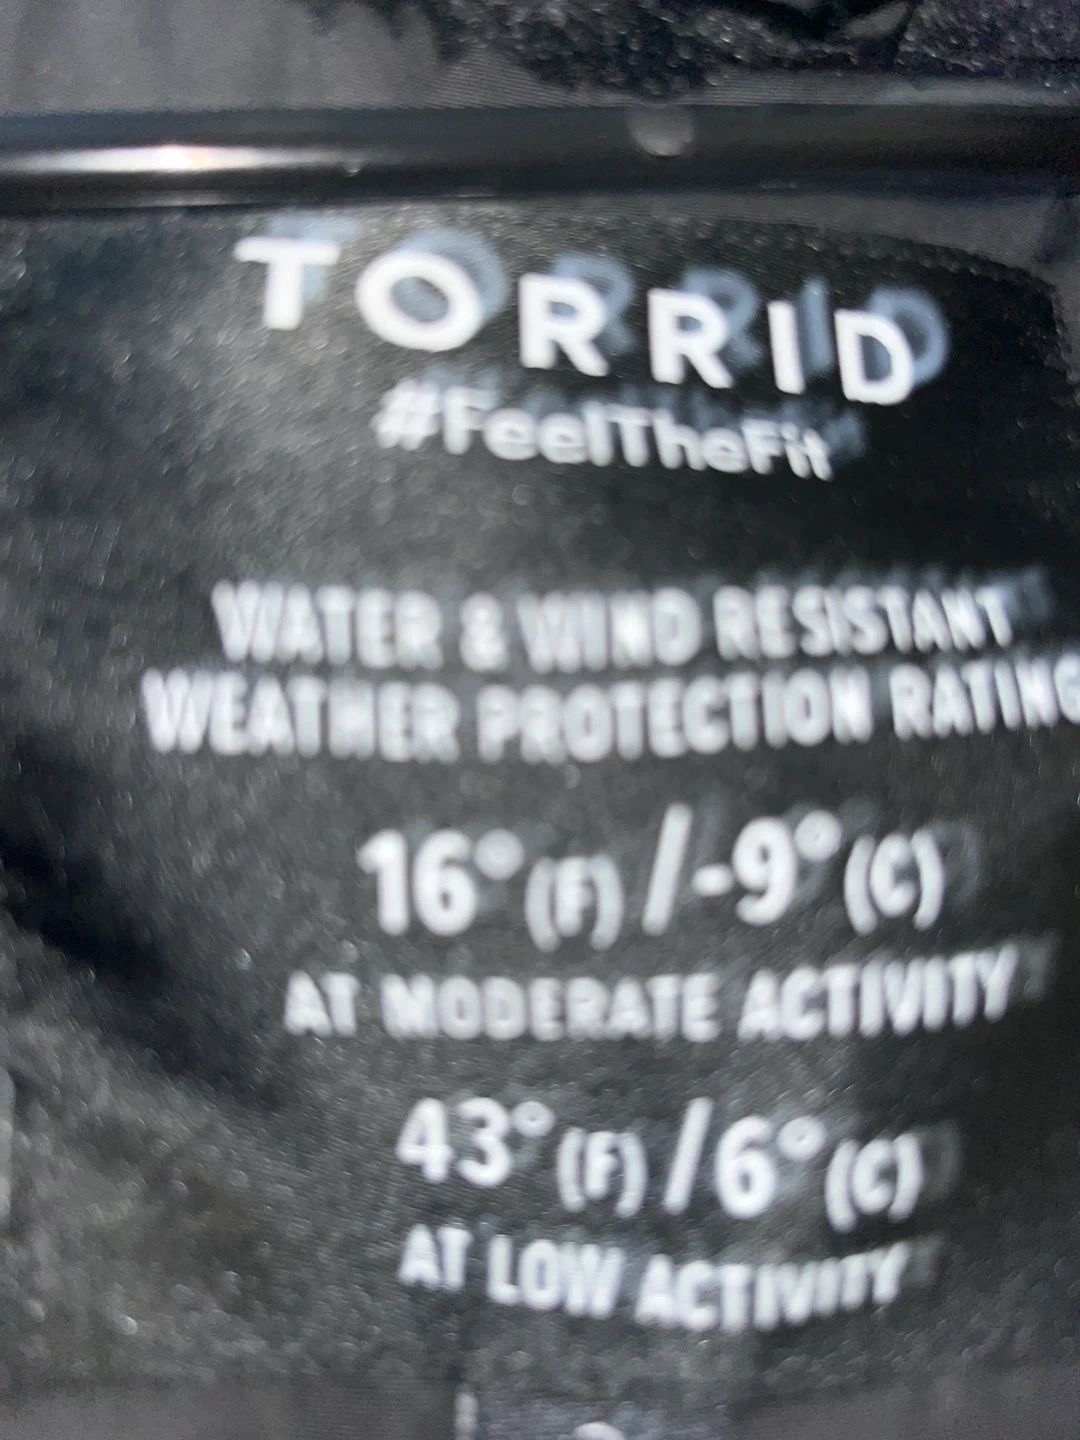 TORRID
#FeelTheFit
WATER & WIND RESISTANT
WEATHER PROTECTION RATING
16° (F) / -9° (C)
AT MODERATE ACTIVITY
43° (F) / 6° (C)
AT LOW ACTIVITY